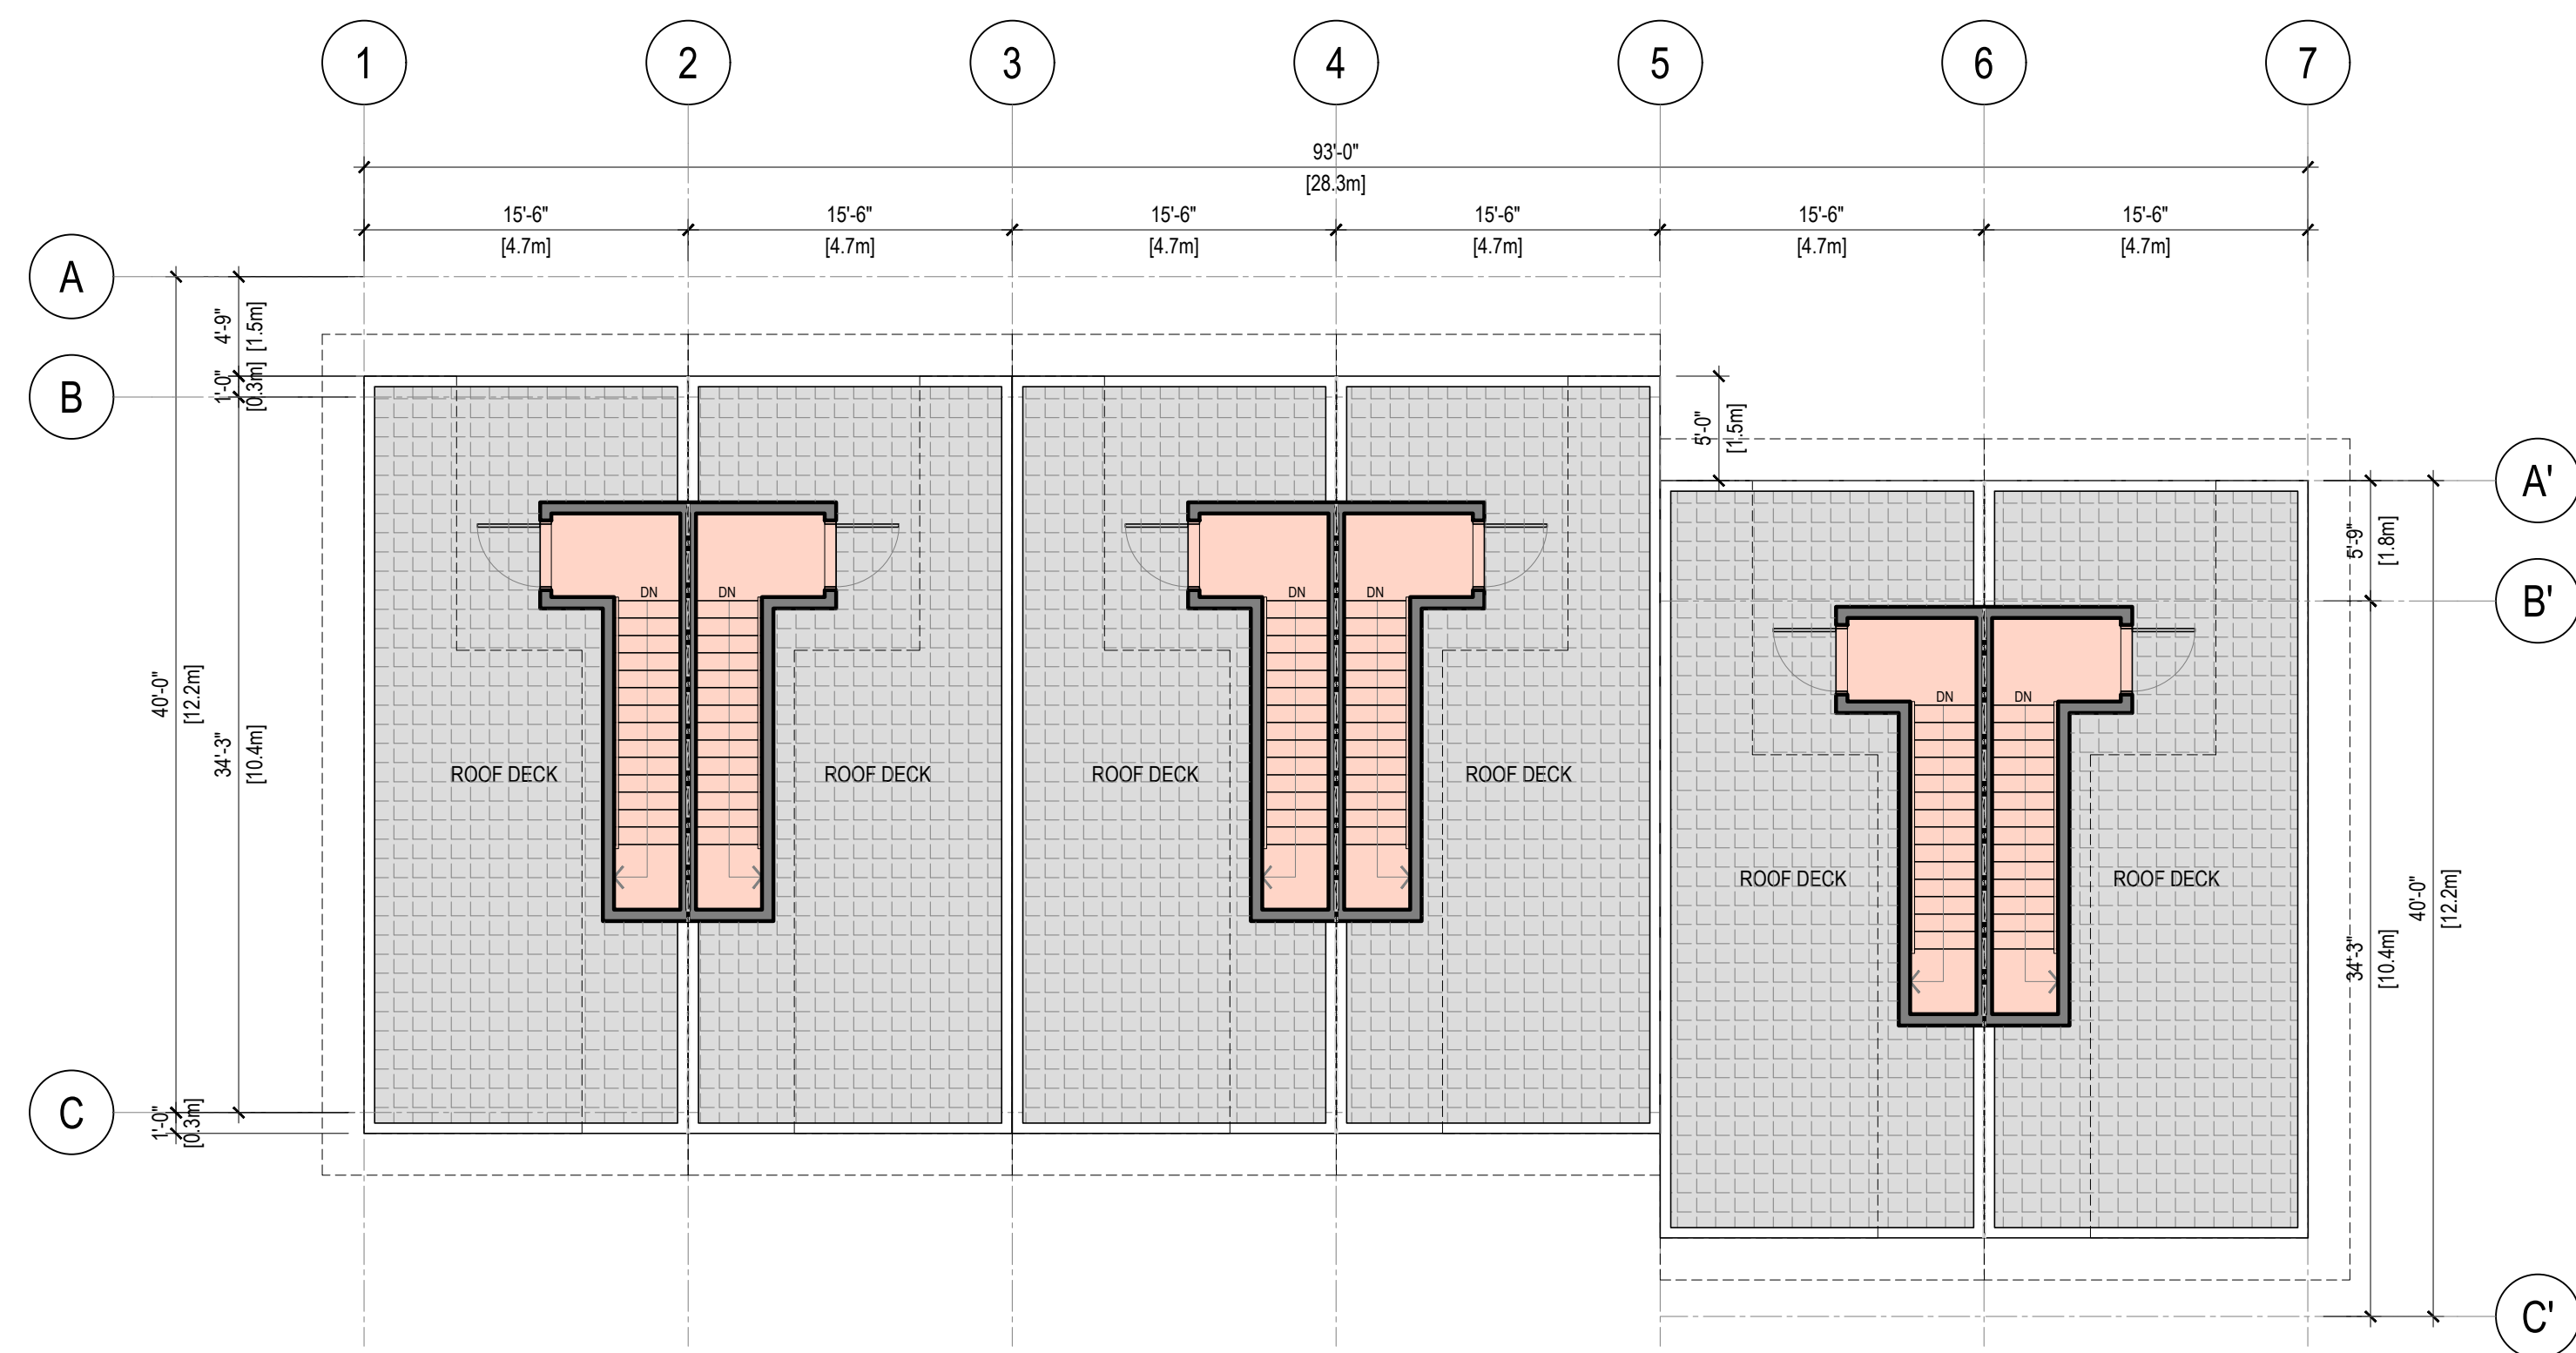 1 2 3 4 5 6 7
93'-0"
[28.3m]
15'-6" 15'-6" 15'-6" 15'-6" 15'-6" 15'-6"
[4.7m] [4.7m] [4.7m] [4.7m] [4.7m] [4.7m]
A
4'-9"
[1.5m]
B
1'-0"
[0.3m]
5'-0"
[1.5m]
A'
5'-9"
[1.8m]
B'
DN DN DN DN
DN DN
40'-0"
[12.2m]
34'-3"
[10.4m]
ROOF DECK ROOF DECK ROOF DECK ROOF DECK
ROOF DECK ROOF DECK
40'-0"
[12.2m]
34'-3"
[10.4m]
C
1'-0"
[0.3m]
C'